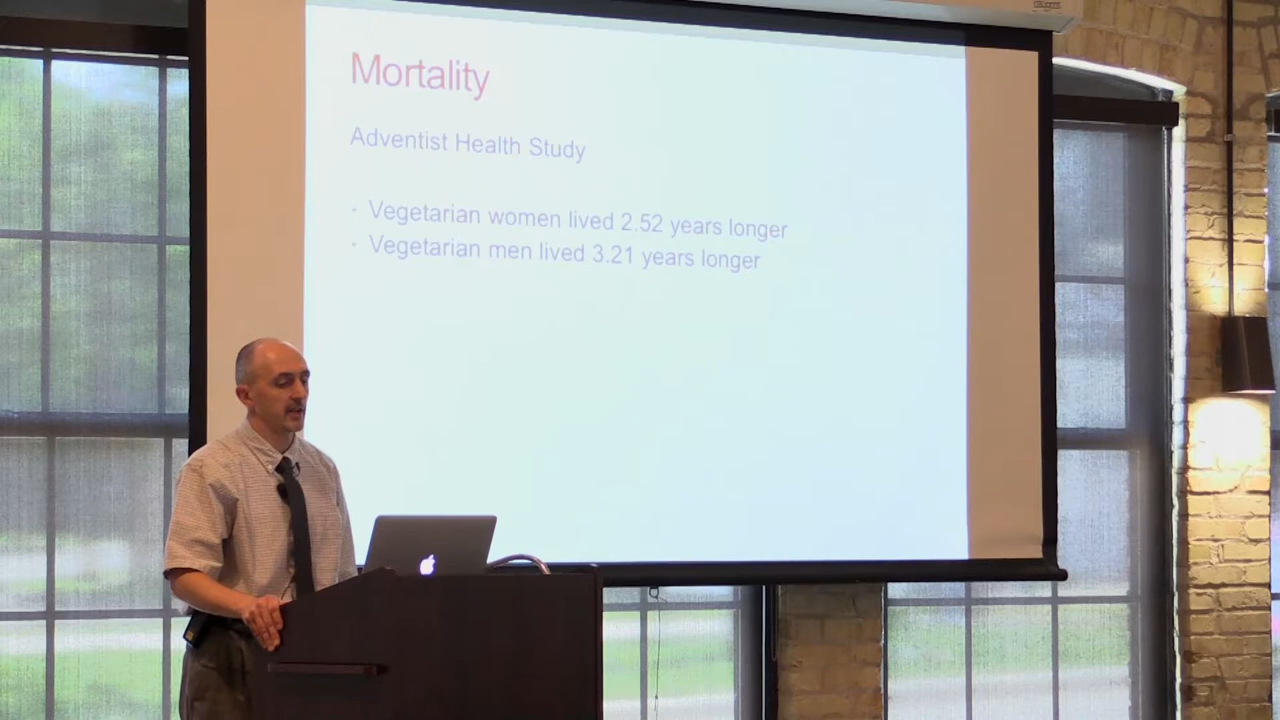 Mortality
Adventist Health Study
• Vegetarian women lived 2.52 years longer
• Vegetarian men lived 3.21 years longer